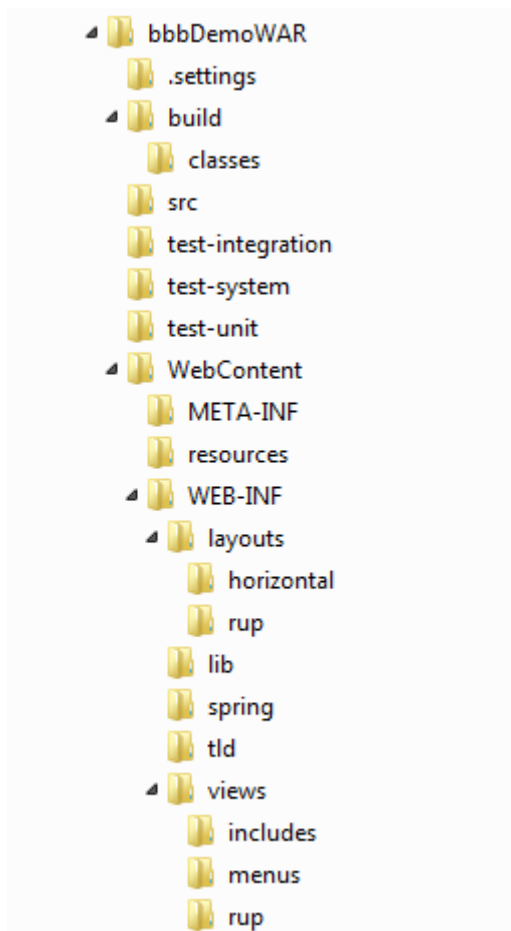 bbbDemoWAR
.settings
build
classes
src
test-integration
test-system
test-unit
WebContent
META-INF
resources
WEB-INF
layouts
horizontal
rup
lib
spring
tld
views
includes
menus
rup